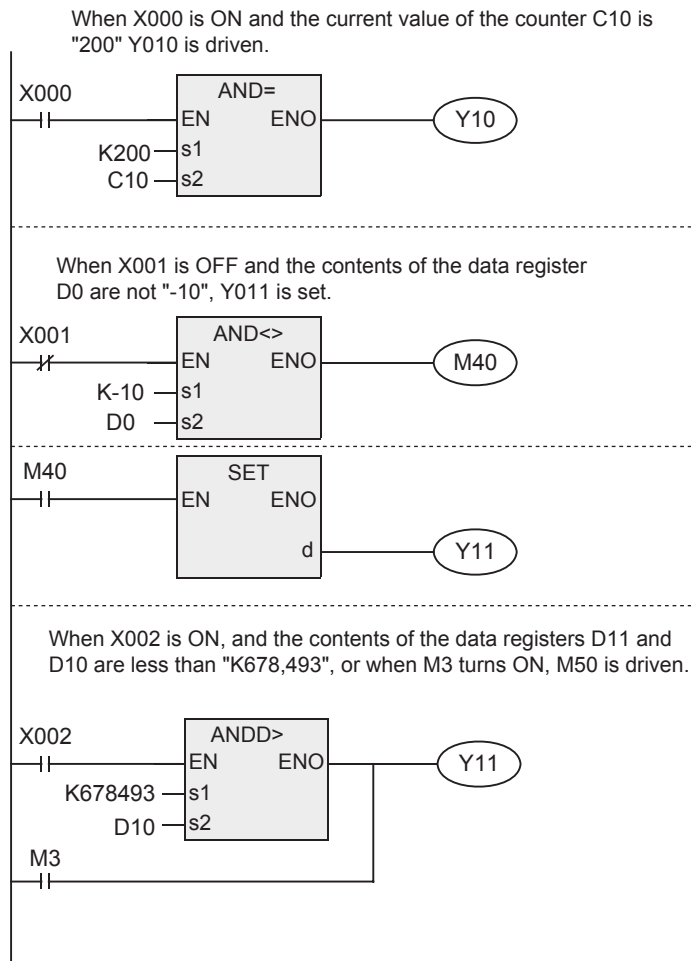 When X000 is ON and the current value of the counter C10 is
"200" Y010 is driven.
X000
AND=
EN ENO
Y10
K200 s1
C10 s2
When X001 is OFF and the contents of the data register
D0 are not "-10", Y011 is set.
X001
AND<>
EN ENO
M40
K-10 s1
D0 s2
M40
SET
EN ENO
d
Y11
When X002 is ON, and the contents of the data registers D11 and
D10 are less than "K678,493", or when M3 turns ON, M50 is driven.
X002
ANDD>
EN ENO
Y11
K678493 s1
D10 s2
M3